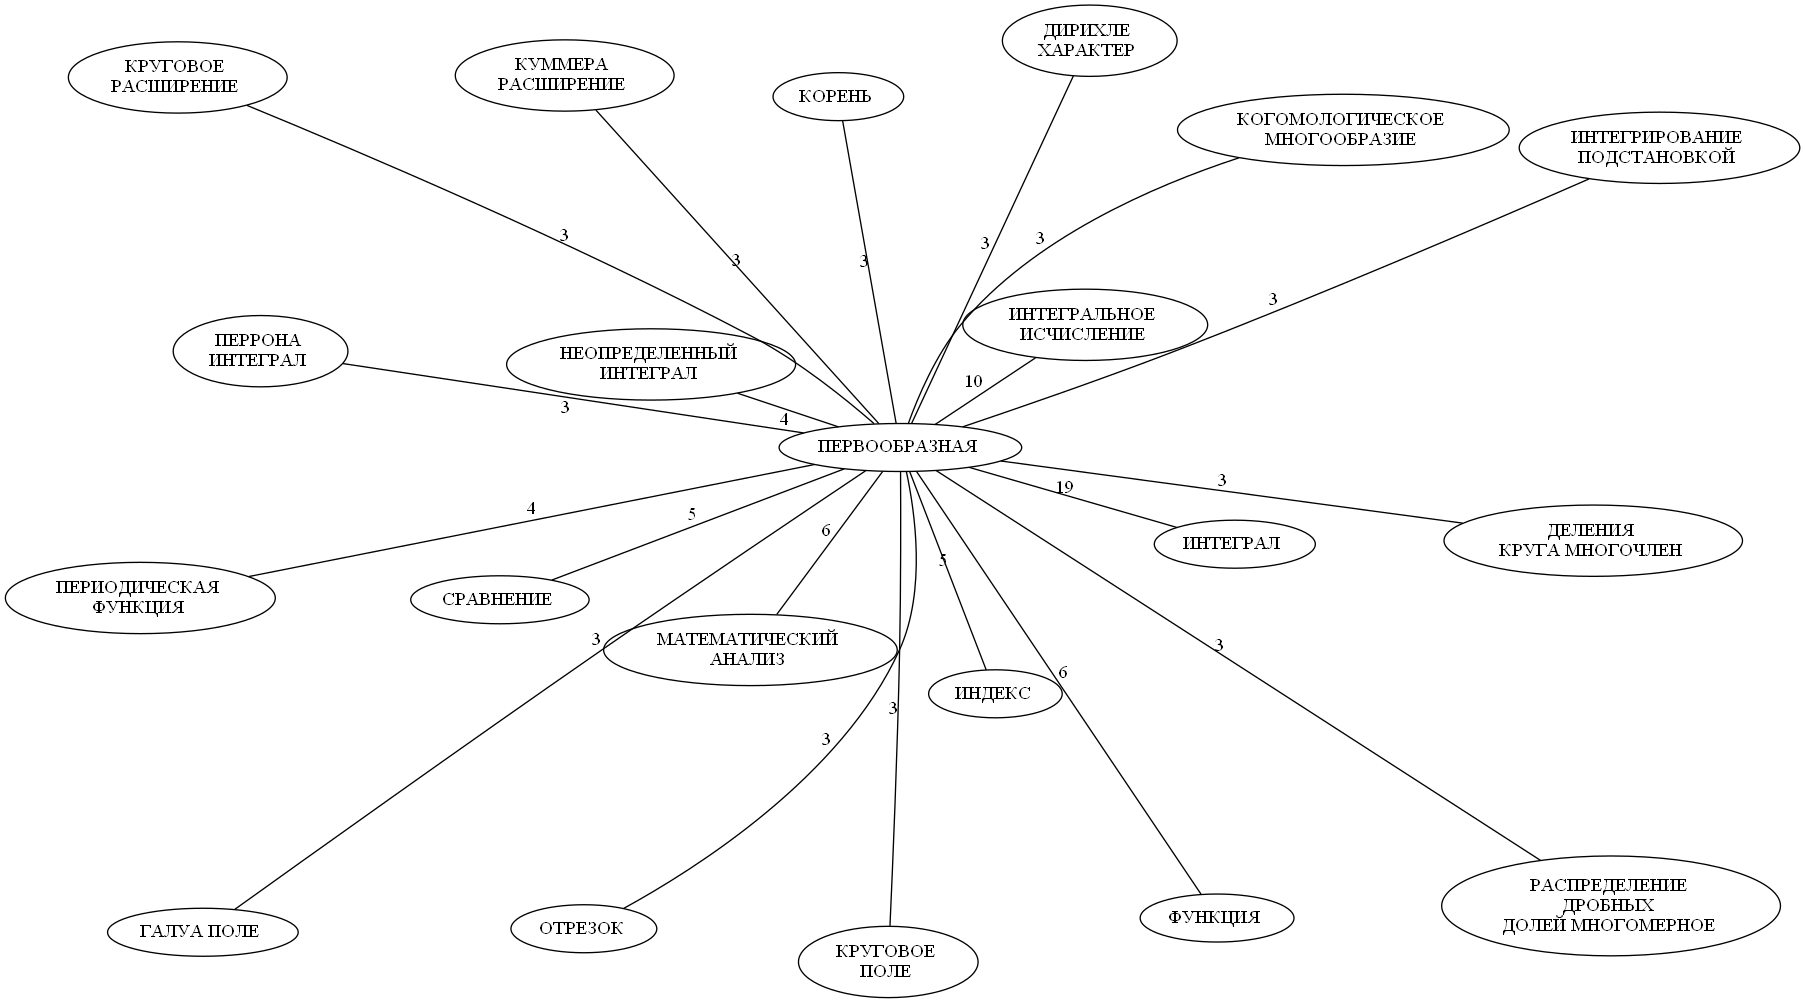 ДИРИХЛЕ
ХАРАКТЕР
КРУГОВОЕ
РАСШИРЕНИЕ
КУММЕРА
РАСШИРЕНИЕ
КОРЕНЬ
КОГОМОЛОГИЧЕСКОЕ
МНОГООБРАЗИЕ
ИНТЕГРИРОВАНИЕ
ПОДСТАНОВКОЙ
3
3
3
3
3
3
ПЕРРОНА
ИНТЕГРАЛ
НЕОПРЕДЕЛЕННЫЙ
ИНТЕГРАЛ
ИНТЕГРАЛЬНОЕ
ИСЧИСЛЕНИЕ
10
3
4
ПЕРВООБРАЗНАЯ
4
5
6
5
19
3
ПЕРИОДИЧЕСКАЯ
ФУНКЦИЯ
СРАВНЕНИЕ
ИНТЕГРАЛ
ДЕЛЕНИЯ
КРУГА МНОГОЧЛЕН
3
МАТЕМАТИЧЕСКИЙ
АНАЛИЗ
ИНДЕКС
6
3
3
3
ГАЛУА ПОЛЕ
ОТРЕЗОК
КРУГОВОЕ
ПОЛЕ
ФУНКЦИЯ
РАСПРЕДЕЛЕНИЕ
ДРОБНЫХ
ДОЛЕЙ МНОГОМЕРНОЕ